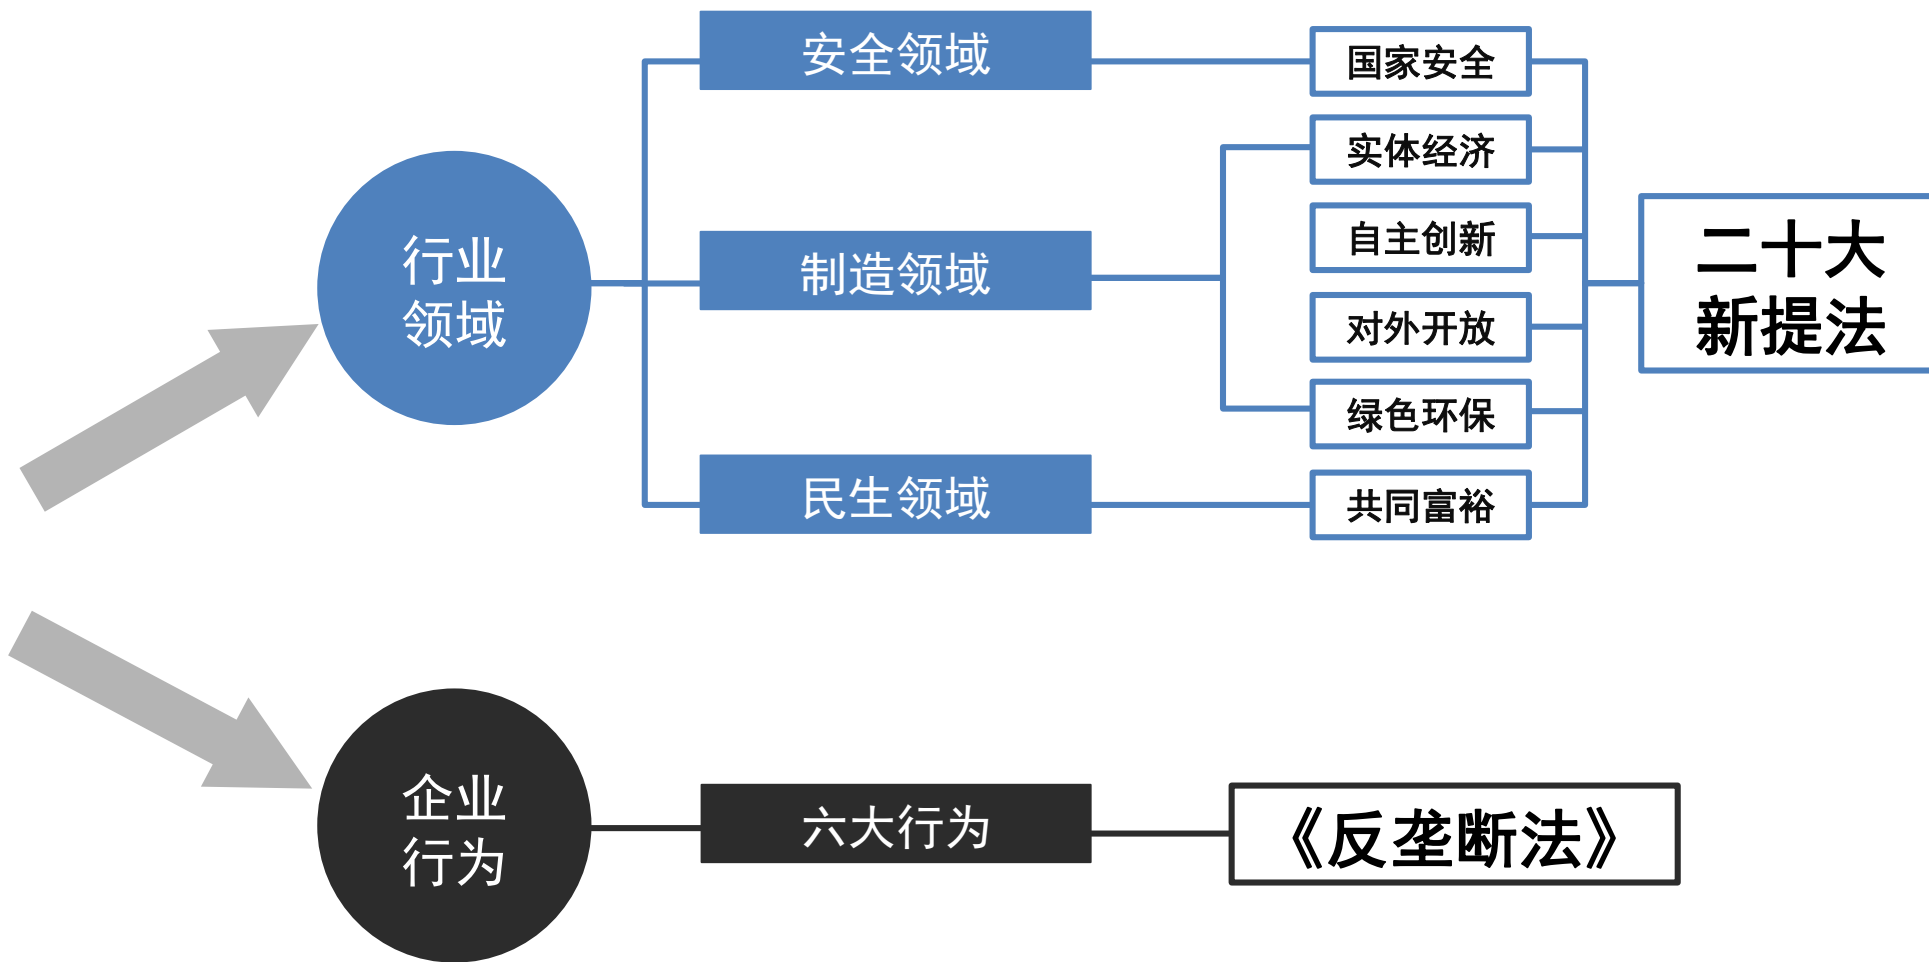 安全领域
国家安全
实体经济
行业
领域
制造领域
自主创新
对外开放
二十大
新提法
绿色环保
民生领域
共同富裕
企业
行为
六大行为
《反垄断法》